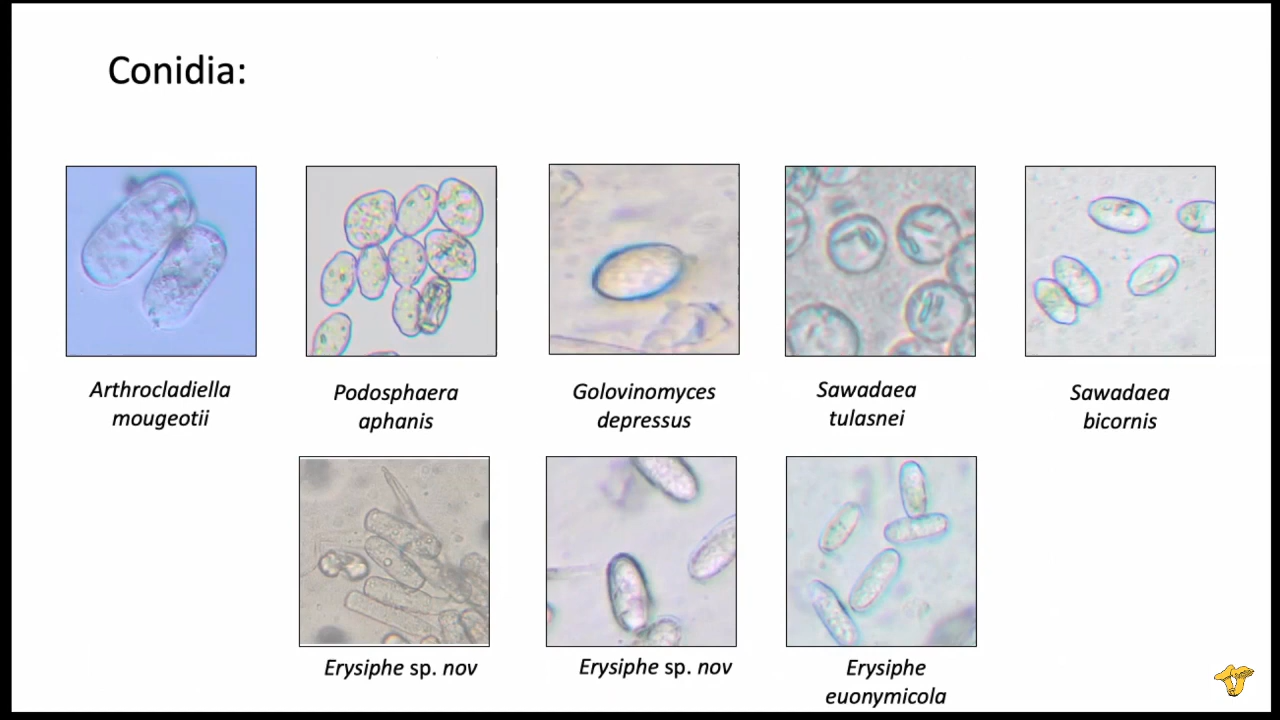 Conidia:
Arthrocladiella
mougeotii
Podosphaera
aphanis
Golovinomyces
depressus
Sawadaea
tulasnei
Sawadaea
bicornis
Erysiphe sp. nov
Erysiphe sp. nov
Erysiphe
euonymicola